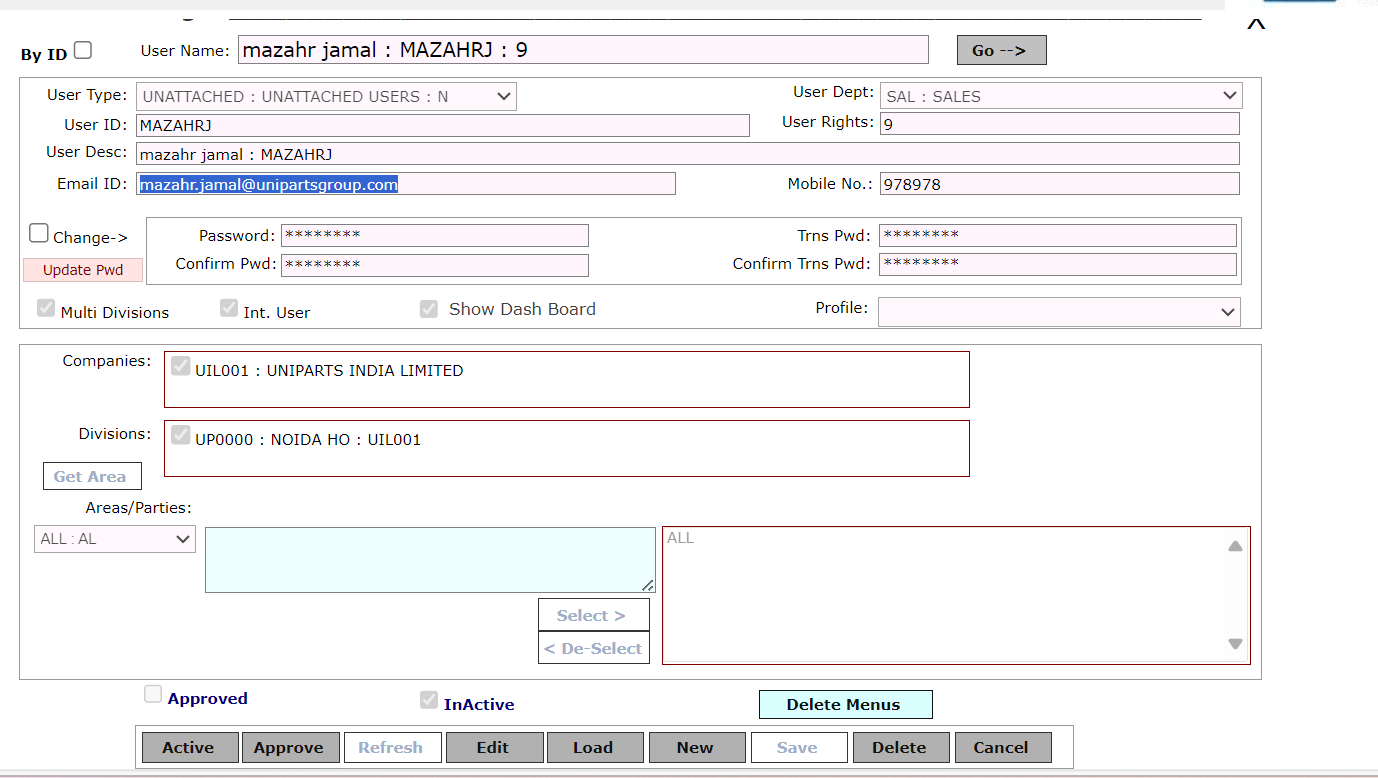 By ID User Name: mazahr jamal : MAZAHRJ : 9 Go -->
User Type: UNATTACHED : UNATTACHED USERS : N User Dept: SAL : SALES
User ID: MAZAHRJ User Rights: 9
User Desc: mazahr jamal : MAZAHRJ
Email ID: mazahr.jamal@unipartsgroup.com Mobile No.: 978978
Change-> Password: ******** Trns Pwd: ********
Update Pwd Confirm Pwd: ******** Confirm Trns Pwd: ********
Multi Divisions Int. User Show Dash Board Profile:
Companies: UIL001 : UNIPARTS INDIA LIMITED
Divisions: UP0000 : NOIDA HO : UIL001
Get Area
Areas/Parties:
ALL : AL ALL
Select >
< De-Select
Approved InActive Delete Menus
Active Approve Refresh Edit Load New Save Delete Cancel